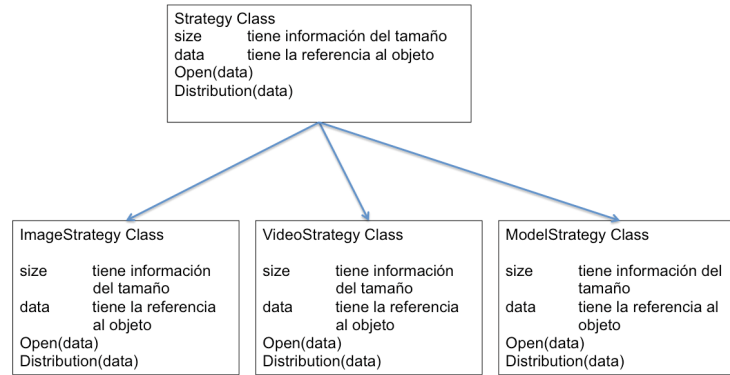 Strategy Class
size tiene información del tamaño
data tiene la referencia al objeto
Open(data)
Distribution(data)
ImageStrategy Class
size tiene información
del tamaño
data tiene la referencia
al objeto
Open(data)
Distribution(data)
VideoStrategy Class
size tiene información
del tamaño
data tiene la referencia
al objeto
Open(data)
Distribution(data)
ModelStrategy Class
size tiene información del
tamaño
data tiene la referencia al
objeto
Open(data)
Distribution(data)